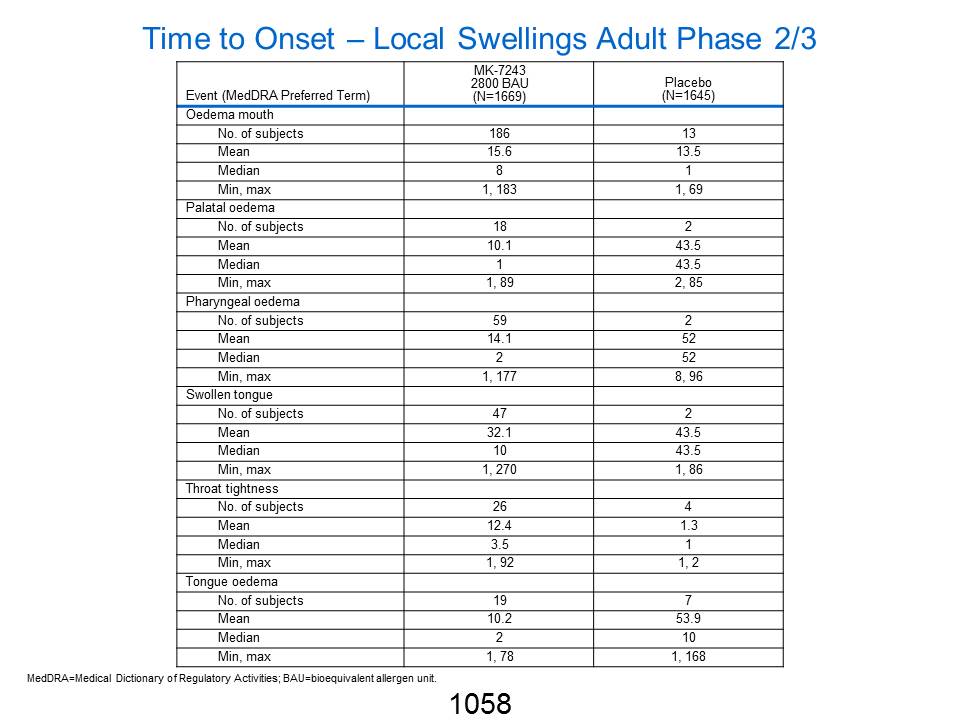 Time to Onset – Local Swellings Adult Phase 2/3
Event (MedDRA Preferred Term) MK-7243 2800 BAU (N=1669) Placebo (N=1645)
Oedema mouth
No. of subjects 186 13
Mean 15.6 13.5
Median 8 1
Min, max 1, 183 1, 69
Palatal oedema
No. of subjects 18 2
Mean 10.1 43.5
Median 1 43.5
Min, max 1, 89 2, 85
Pharyngeal oedema
No. of subjects 59 2
Mean 14.1 52
Median 2 52
Min, max 1, 177 8, 96
Swollen tongue
No. of subjects 47 2
Mean 32.1 43.5
Median 10 43.5
Min, max 1, 270 1, 86
Throat tightness
No. of subjects 26 4
Mean 12.4 1.3
Median 3.5 1
Min, max 1, 92 1, 2
Tongue oedema
No. of subjects 19 7
Mean 10.2 53.9
Median 2 10
Min, max 1, 78 1, 168
MedDRA=Medical Dictionary of Regulatory Activities; BAU=bioequivalent allergen unit.
1058